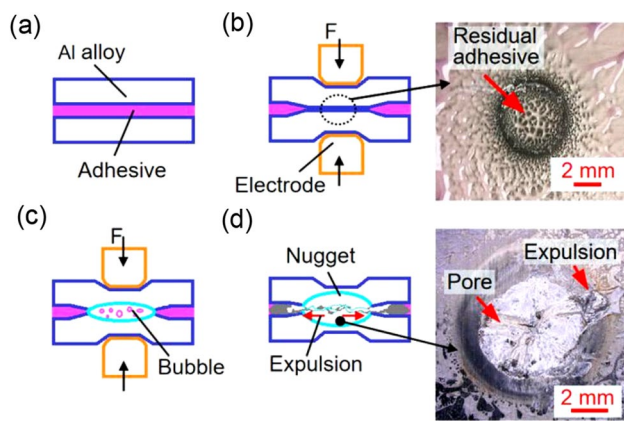 (a)
Al alloy
Adhesive
(b)
F
Electrode
Residual
adhesive
2 mm
(c)
F
Bubble
(d)
Nugget
Expulsion
Pore
Expulsion
2 mm